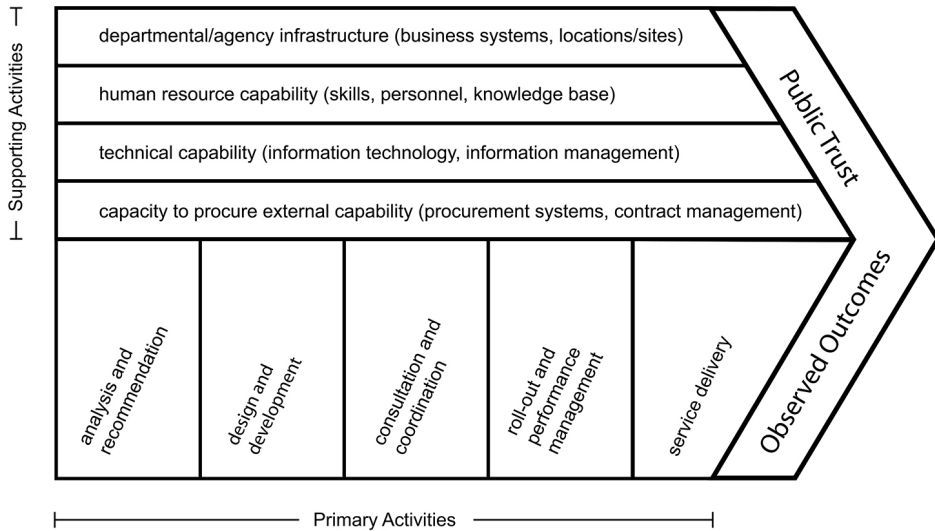 Supporting Activities
departmental/agency infrastructure (business systems, locations/sites)
human resource capability (skills, personnel, knowledge base)
technical capability (information technology, information management)
capacity to procure external capability (procurement systems, contract management)
Public Trust
analysis and
recommendation
design and
development
consultation and
coordination
roll-out and
performance
management
service delivery
Observed Outcomes
Primary Activities